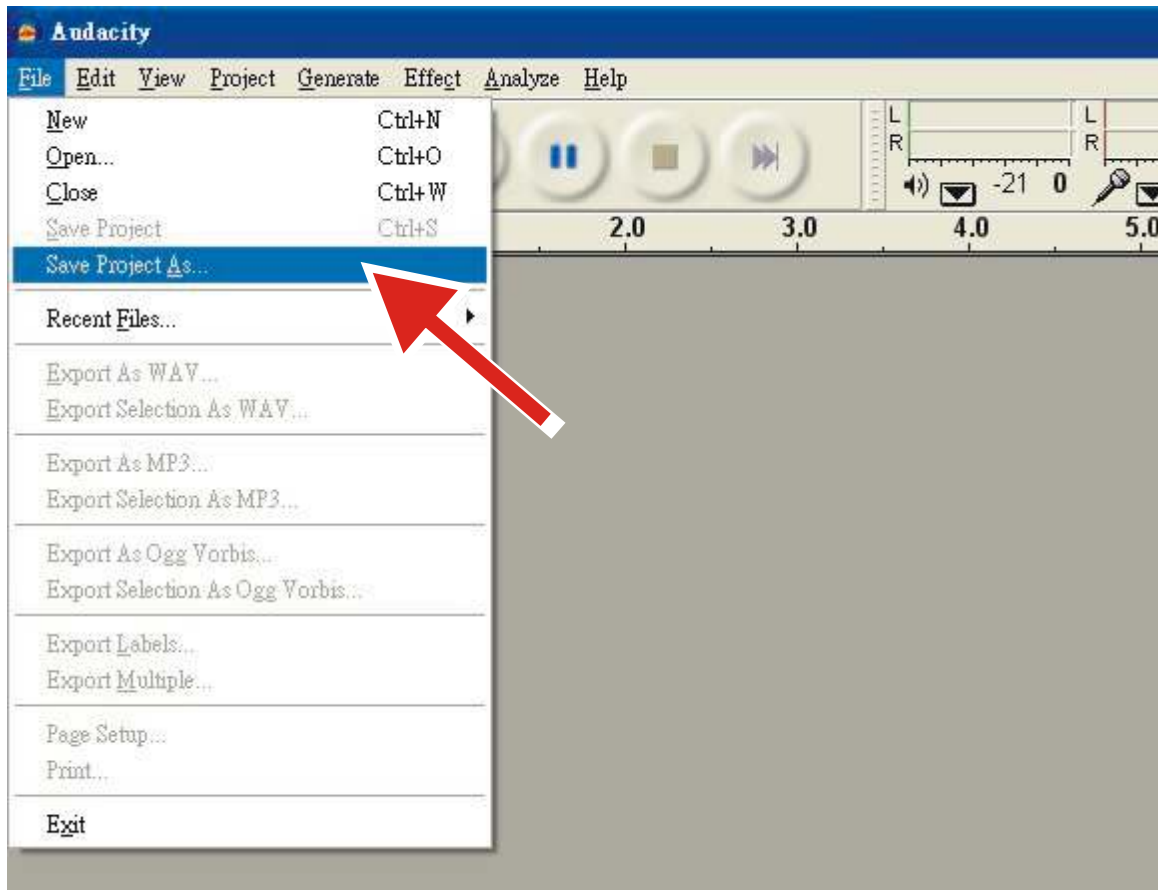 Audacity
File Edit View Project Generate Effect Analyze Help
New Ctrl+N
Open... Ctrl+O
Close Ctrl+W
Save Project Ctrl+S
Save Project As...
Recent Files...
Export As WAV...
Export Selection As WAV...
Export As MP3...
Export Selection As MP3...
Export As Ogg Vorbis...
Export Selection As Ogg Vorbis...
Export Labels...
Export Multiple...
Page Setup...
Print...
Exit
L L
R R
-21 0
2.0 3.0 4.0 5.0